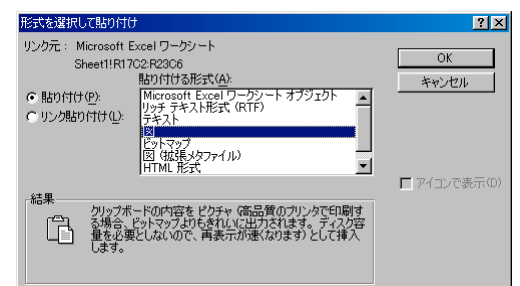 形式を選択して貼り付け
リンク元： Microsoft Excel ワークシート
Sheet1!R17C2:R23C6
OK
キャンセル
貼り付ける形式(A):
貼り付け(P):
リンク貼り付け(L):
Microsoft Excel ワークシート オブジェクト
リッチ テキスト形式 (RTF)
テキスト
図
ビットマップ
図 (拡張メタファイル)
HTML 形式
アイコンで表示(D)
結果
クリップボードの内容を ピクチャ (高品質のプリンタで印刷す
る場合、ビットマップよりもきれいに出力されます。ディスク容
量を必要としないので、再表示が速くなります) として挿入
します。